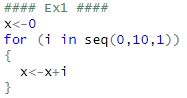 #### Ex1 ####
x<-0
for (i in seq(0,10,1))
{
  x<-x+i
}